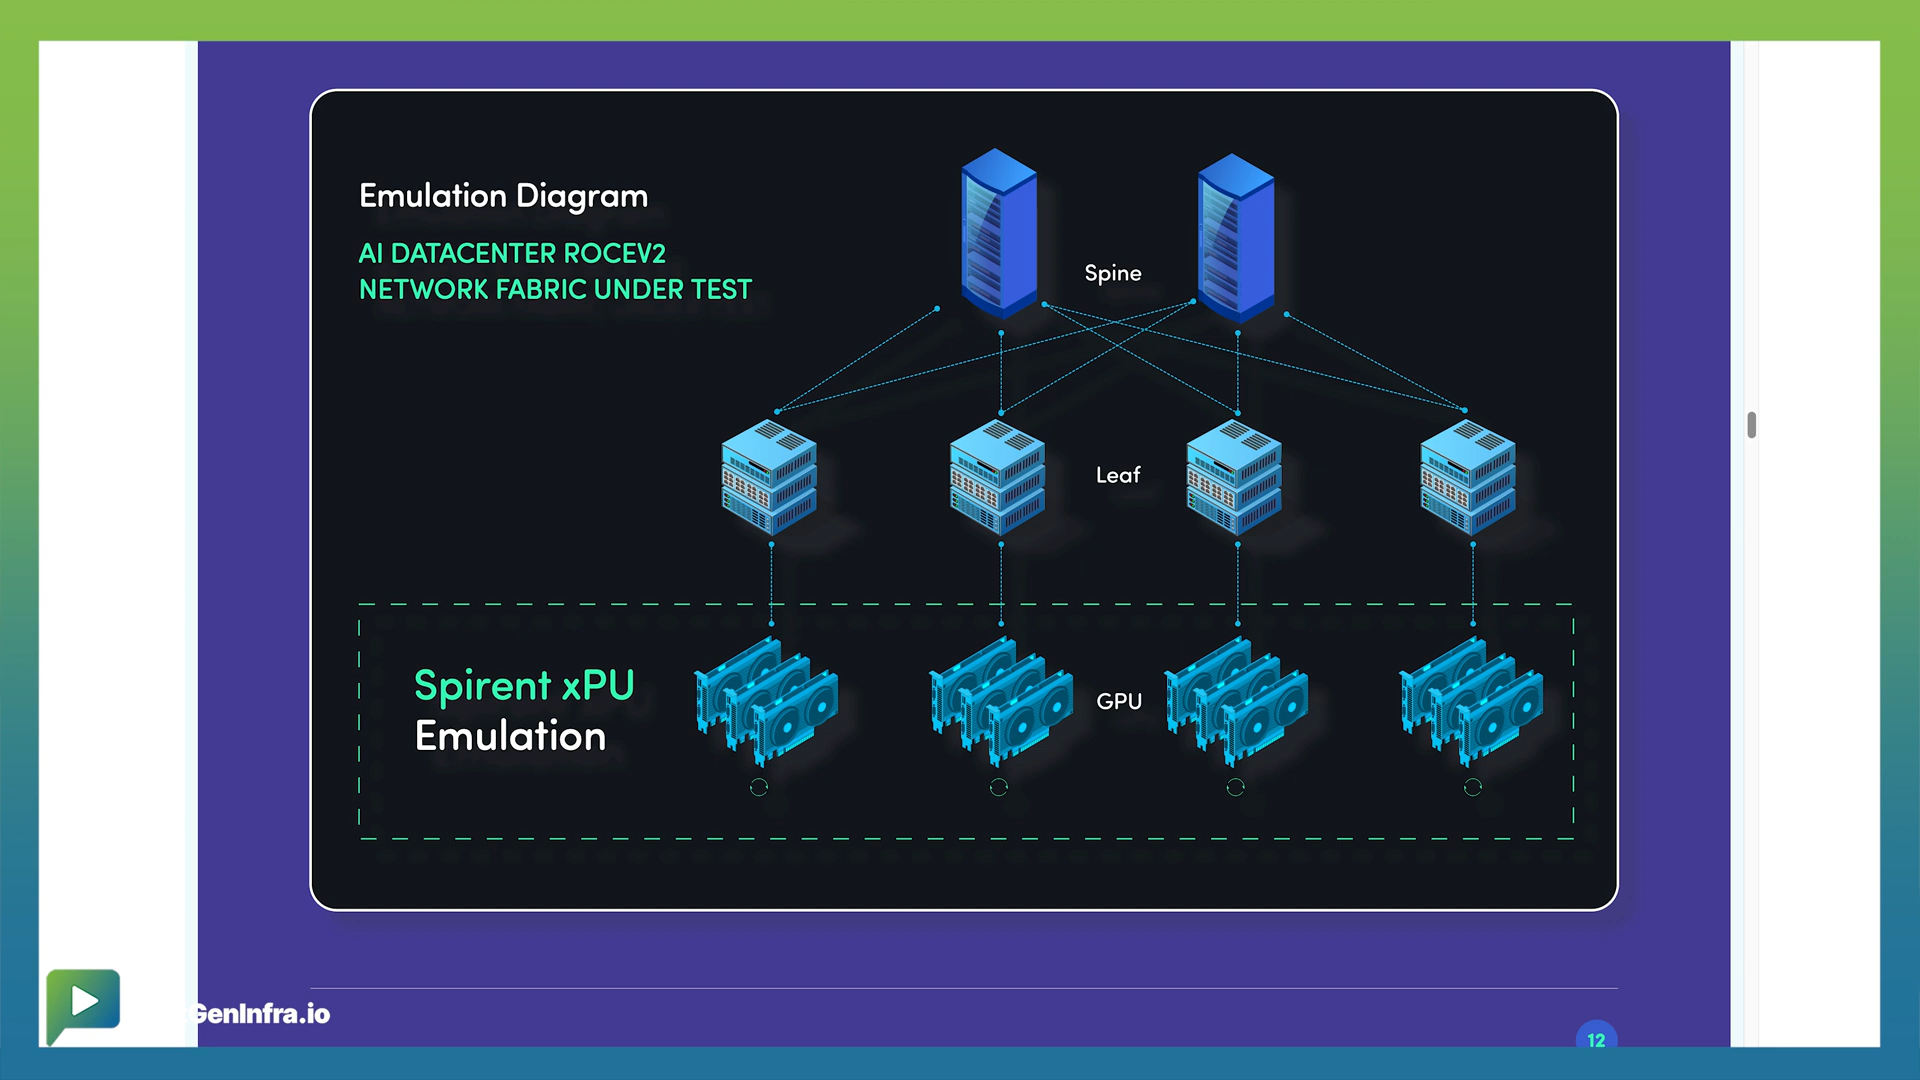 Emulation Diagram
AI DATACENTER ROCEV2
NETWORK FABRIC UNDER TEST
Spine
Leaf
Spirent xPU
Emulation
GPU
GenInfra.io
12